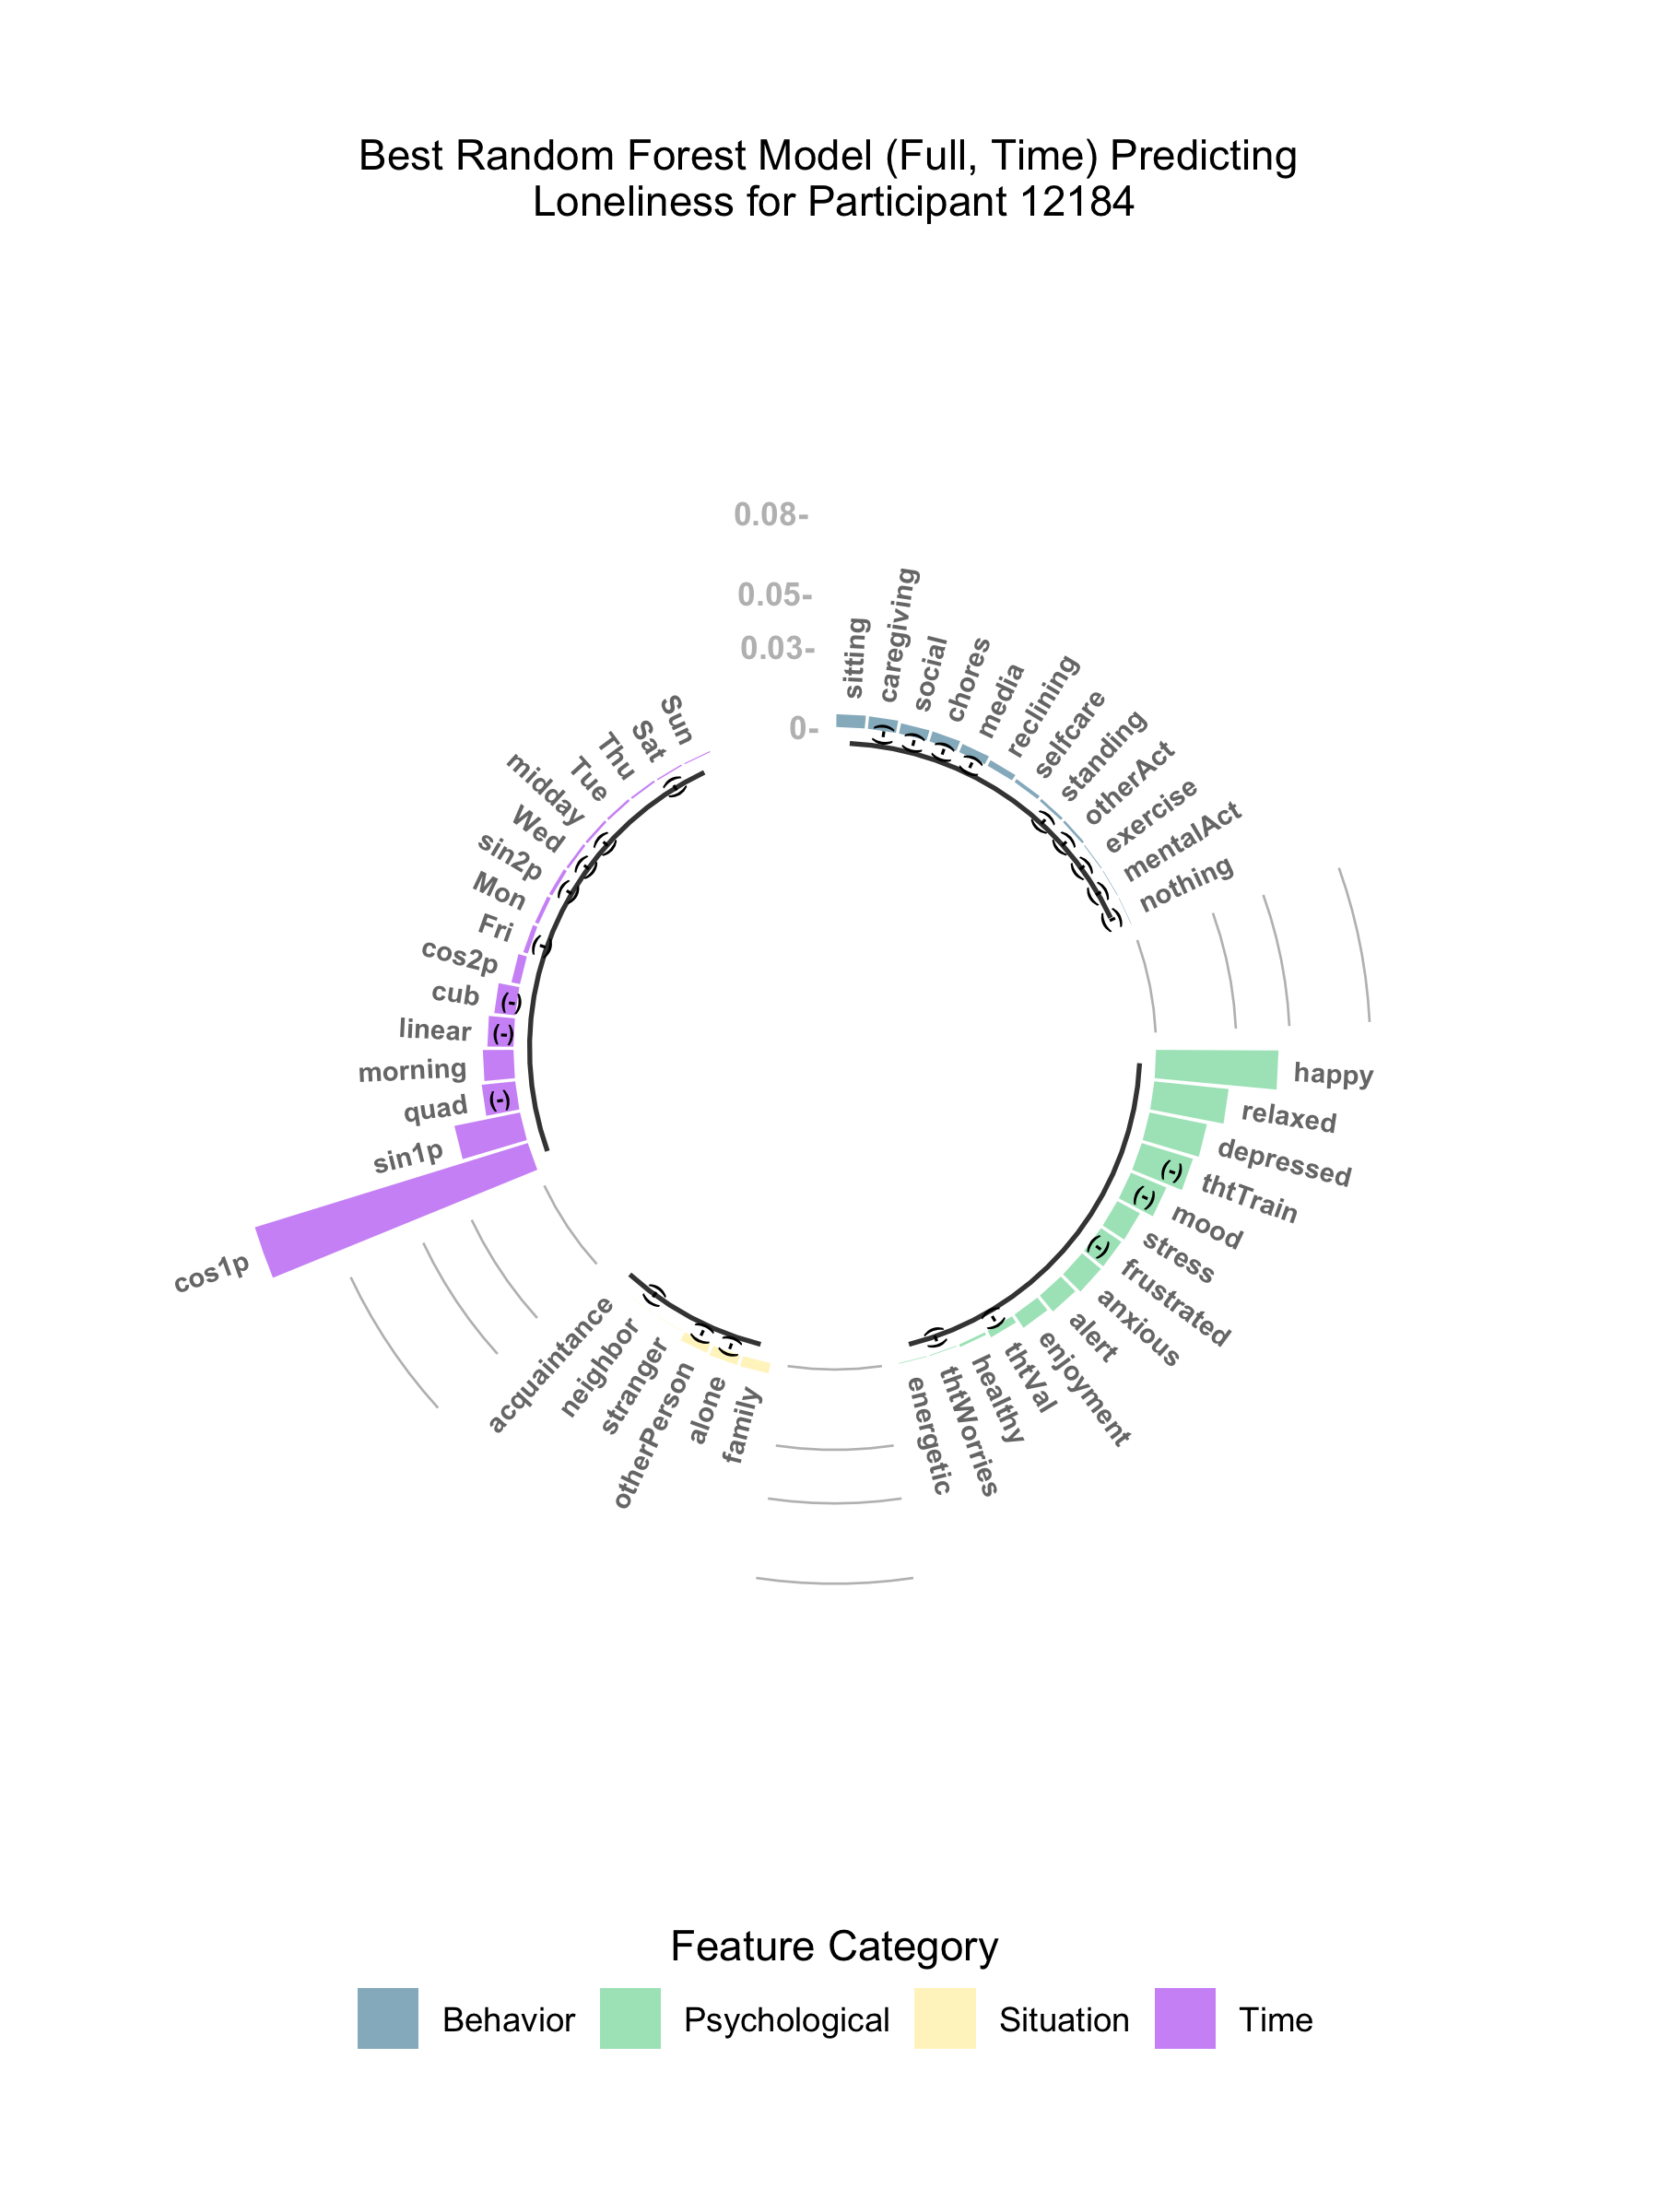 Best Random Forest Model (Full, Time) Predicting
Loneliness for Participant 12184
0.08-
0.05-
0.03-
0-
sitting
caregiving
(-)
social
(-)
chores
(-)
media
(-)
reclining
selfcare
standing
(-)
otherAct
(-)
exercise
(-)
mentalAct
(-)
nothing
(-)
happy
relaxed
depressed
thtTrain
(-)
mood
(-)
stress
frustrated
(-)
anxious
alert
enjoyment
thtVal
(-)
healthy
thtWorries
(-)
energetic
family
alone
(-)
otherPerson
(-)
stranger
neighbor
acquaintance
(-)
cos1p
sin1p
quad
(-)
morning
linear
(-)
cub
(-)
cos2p
Fri
(-)
Mon
sin2p
(-)
Wed
(-)
midday
(-)
Tue
Thu
Sat
(-)
Sun
Feature Category
Behavior
Psychological
Situation
Time